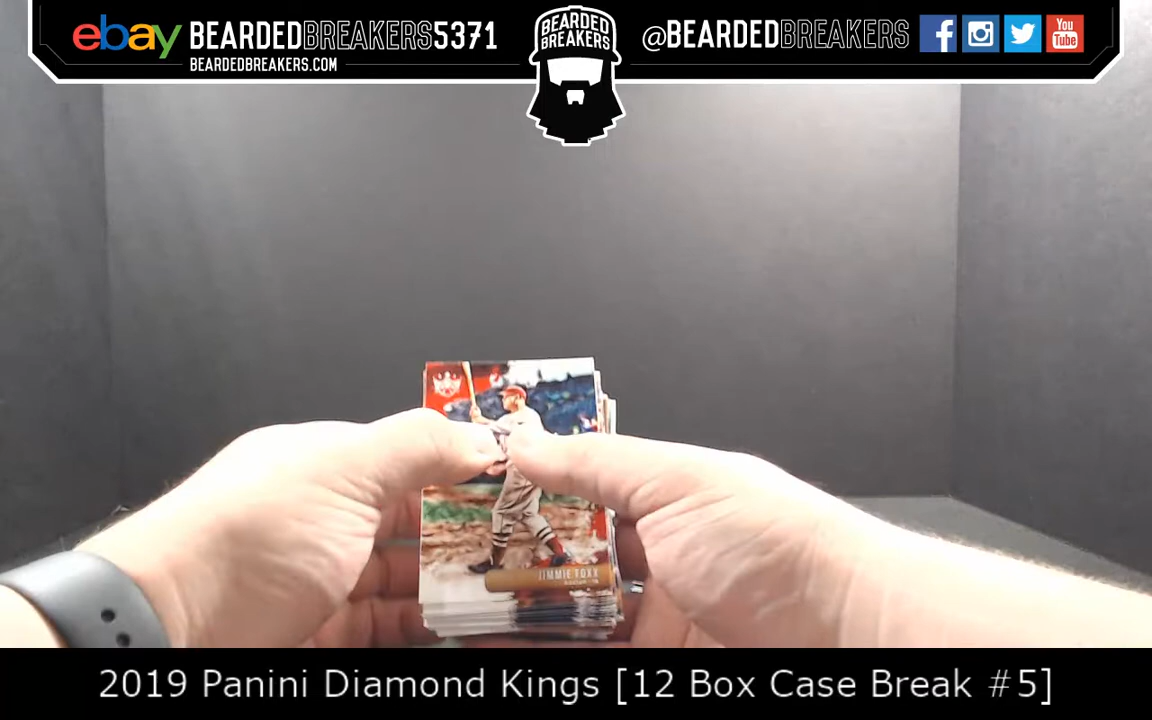 ebay BEARDEDBREAKERS5371
BEARDEDBREAKERS.COM
BEARDED
BREAKERS
@BEARDEDBREAKERS
You
Tube
JIMMIE FOXX
2019 Panini Diamond Kings [12 Box Case Break #5]